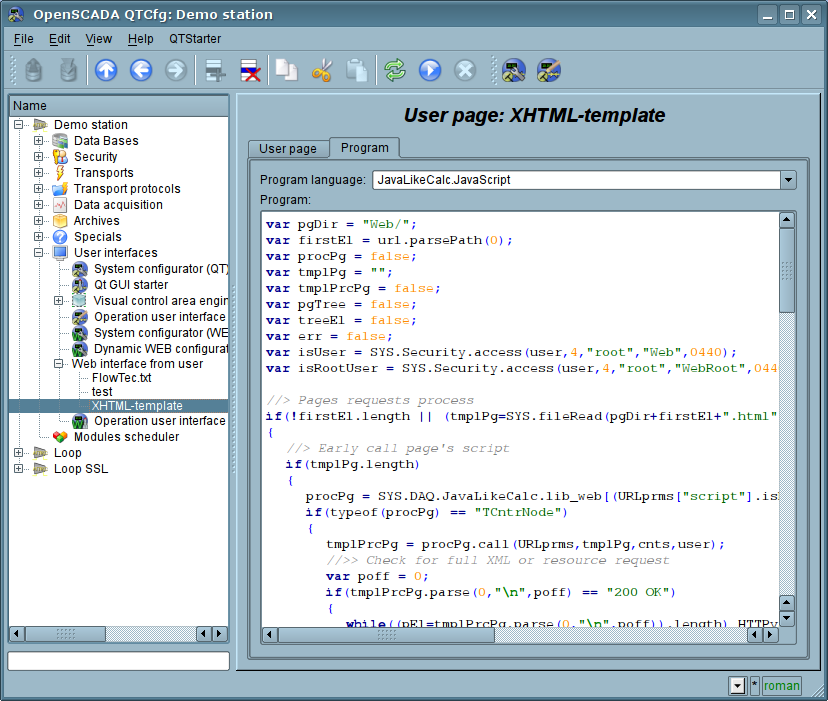 OpenSCADA QTCfg: Demo station
File Edit View Help QTStarter
Name
Demo station
Data Bases
Security
Transports
Transport protocols
Data acquisition
Archives
Specials
User interfaces
System configurator (QT)
Qt GUI starter
Visual control area engin
Operation user interface
System configurator (WE
Dynamic WEB configurat
Web interface from user
FlowTec.txt
test
XHTML-template
Operation user interface
Modules scheduler
Loop
Loop SSL
User page: XHTML-template
User page Program
Program language: JavaLikeCalc.JavaScript
Program:
var pgDir = "Web/";
var firstEl = url.parsePath(0);
var procPg = false;
var tmplPg = "";
var tmplPrcPg = false;
var pgTree = false;
var treeEl = false;
var err = false;
var isUser = SYS.Security.access(user,4,"root","Web",0440);
var isRootUser = SYS.Security.access(user,4,"root","WebRoot",044
//> Pages requests process
if(!firstEl.length || (tmplPg=SYS.fileRead(pgDir+firstEl+".html"
{
//> Early call page's script
if(tmplPg.length)
{
procPg = SYS.DAQ.JavaLikeCalc.lib_web[(URLprms["script"].isE
if(typeof(procPg) == "TCntrNode")
{
tmplPrcPg = procPg.call(URLprms,tmplPg,cnts,user);
//>> Check for full XML or resource request
var poff = 0;
if(tmplPrcPg.parse(0,"\n",poff) == "200 OK")
{
while((pEl=tmplPrcPg.parse(0,"\n",poff)).length) HTTPv
* roman